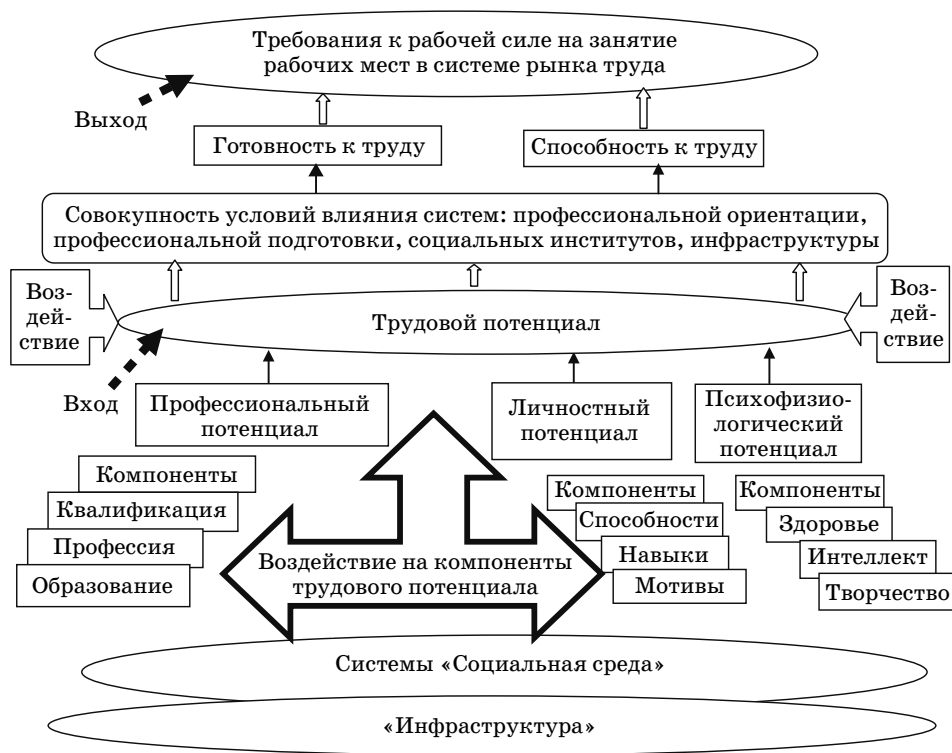 Требования к рабочей силе на занятие
рабочих мест в системе рынка труда
Выход
Готовность к труду
Способность к труду
Совокупность условий влияния систем: профессиональной ориентации,
профессиональной подготовки, социальных институтов, инфраструктуры
Воз-
дей-
ствие
Трудовой потенциал
Воз-
дей-
ствие
Вход
Профессиональный
потенциал
Личностный
потенциал
Психофизио-
логический
потенциал
Компоненты
Квалификация
Профессия
Образование
Воздействие на компоненты
трудового потенциала
Компоненты
Способности
Навыки
Мотивы
Компоненты
Здоровье
Интеллект
Творчество
Системы «Социальная среда»
«Инфраструктура»